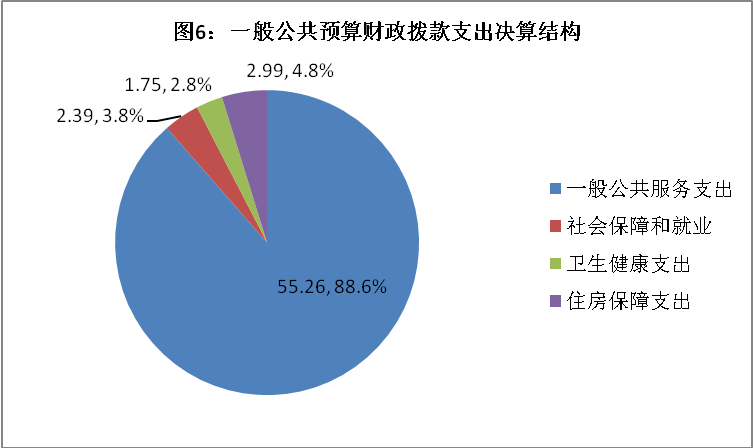 图6：一般公共预算财政拨款支出决算结构
2.99, 4.8%
1.75, 2.8%
2.39, 3.8%
55.26, 88.6%
一般公共服务支出
社会保障和就业
卫生健康支出
住房保障支出